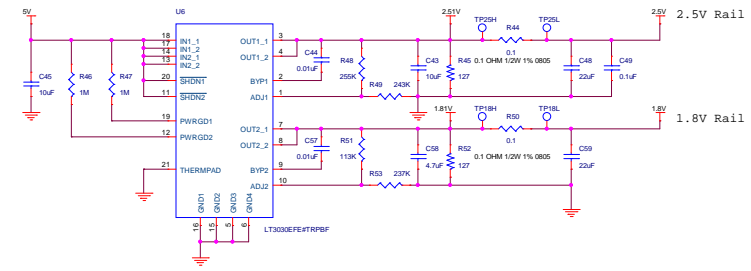 5V
U6
2.51V
TP25H
R44
TP25L
2.5V
2.5V Rail
18
IN1_1
17
IN1_2
14
IN2_1
13
IN2_2
20
SHDN1
11
SHDN2
19
PWRGD1
12
PWRGD2
21
THERMPAD
OUT1_1
3
OUT1_2
4
BYP1
2
ADJ1
1
OUT2_1
7
OUT2_2
8
BYP2
9
ADJ2
10
GND1
GND2
GND3
GND4
16
15
5
6
LT3030EFE#TRPBF
C45
10uF
R46
1M
R47
1M
C44
0.01uF
R48
255K
R49
243K
C43
10uF
R45
127
0.1
0.1 OHM 1/2W 1% 0805
C48
22uF
C49
0.1uF
1.81V
TP18H
R50
TP18L
1.8V
1.8V Rail
C57
0.01uF
R51
113K
R53
237K
C58
4.7uF
R52
127
0.1
0.1 OHM 1/2W 1% 0805
C59
22uF